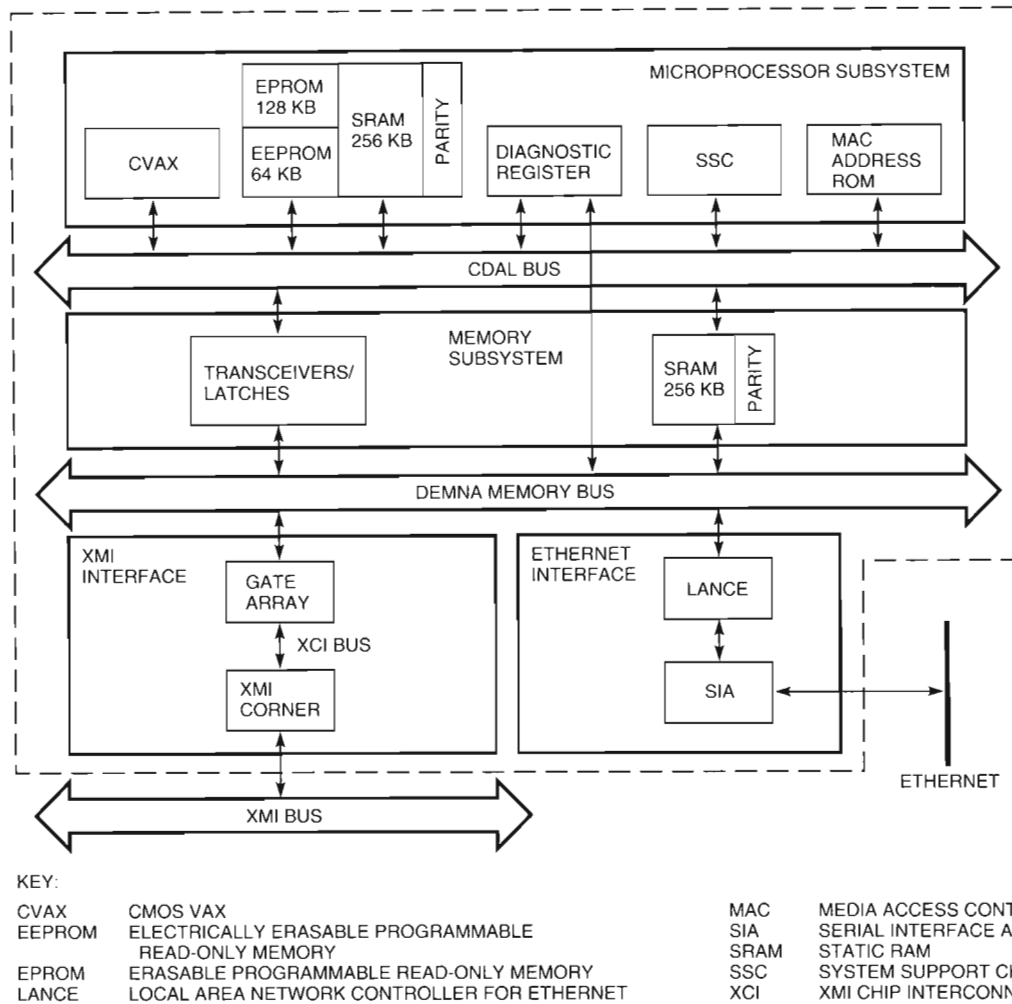 MICROPROCESSOR SUBSYSTEM
CVAX
EPROM
128 KB
EEPROM
64 KB
SRAM
256 KB
PARITY
DIAGNOSTIC
REGISTER
SSC
MAC
ADDRESS
ROM
CDAL BUS
MEMORY
SUBSYSTEM
TRANSCEIVERS/
LATCHES
SRAM
256 KB
PARITY
DEMNA MEMORY BUS
XMI
INTERFACE
GATE
ARRAY
XCI BUS
XMI
CORNER
ETHERNET
INTERFACE
LANCE
SIA
ETHERNET
XMI BUS
KEY:
CVAX CMOS VAX
EEPROM ELECTRICALLY ERASABLE PROGRAMMABLE
READ-ONLY MEMORY
EPROM ERASABLE PROGRAMMABLE READ-ONLY MEMORY
LANCE LOCAL AREA NETWORK CONTROLLER FOR ETHERNET
MAC MEDIA ACCESS CONT
SIA SERIAL INTERFACE A
SRAM STATIC RAM
SSC SYSTEM SUPPORT CH
XCI XMI CHIP INTERCONN